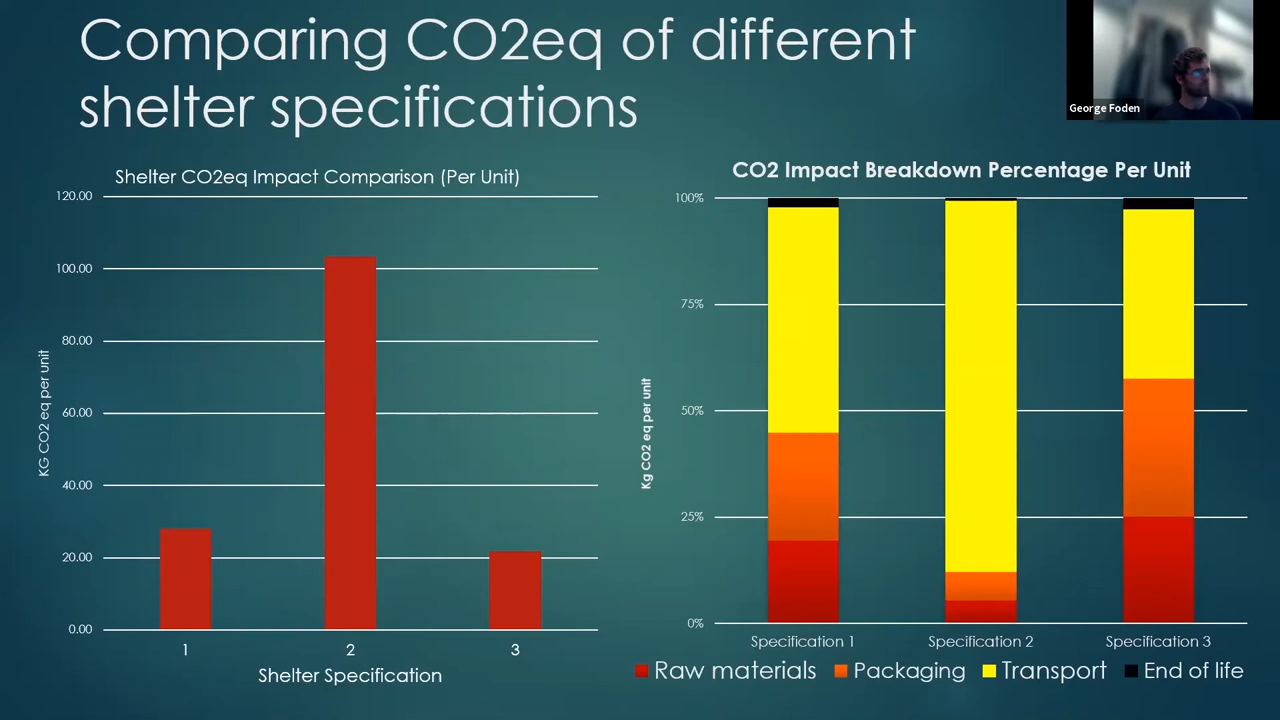 Comparing CO2eq of different
shelter specifications
George Foden
Shelter CO2eq Impact Comparison (Per Unit)
120.00
100.00
80.00
60.00
40.00
20.00
0.00
KG CO2 eq per unit
1
2
3
Shelter Specification
CO2 Impact Breakdown Percentage Per Unit
100%
75%
50%
25%
0%
Kg CO2 eq per unit
Specification 1
Specification 2
Specification 3
Raw materials
Packaging
Transport
End of life